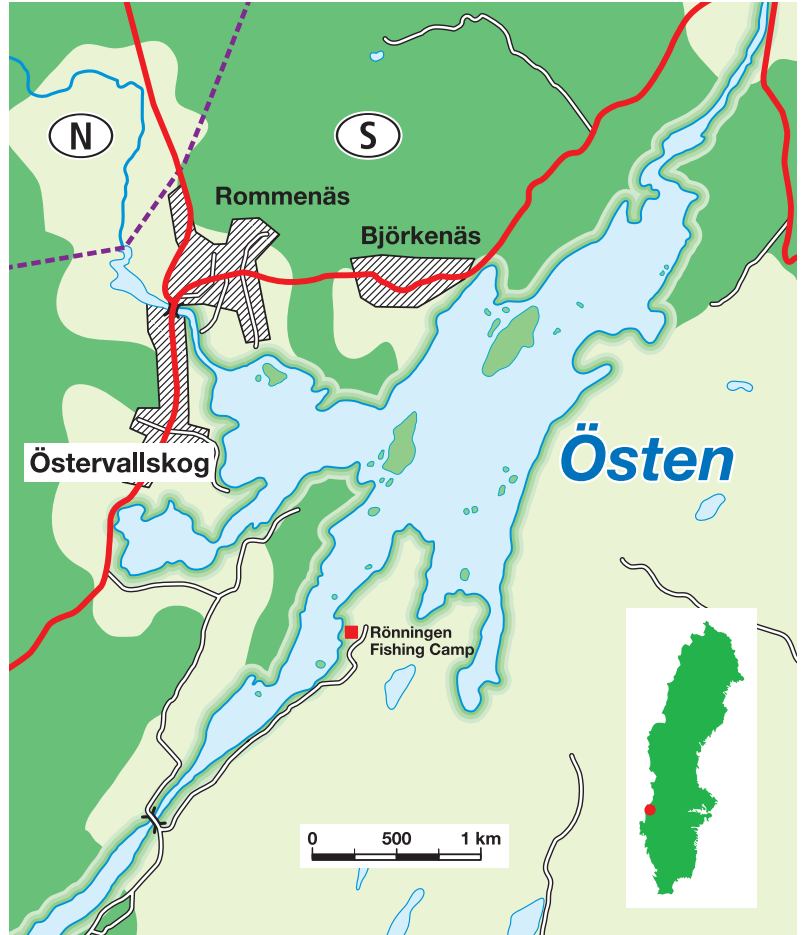 N
S
Rommenäs
Björkenäs
Östervallskog
Östen
Rönningen
Fishing Camp
0 500 1 km